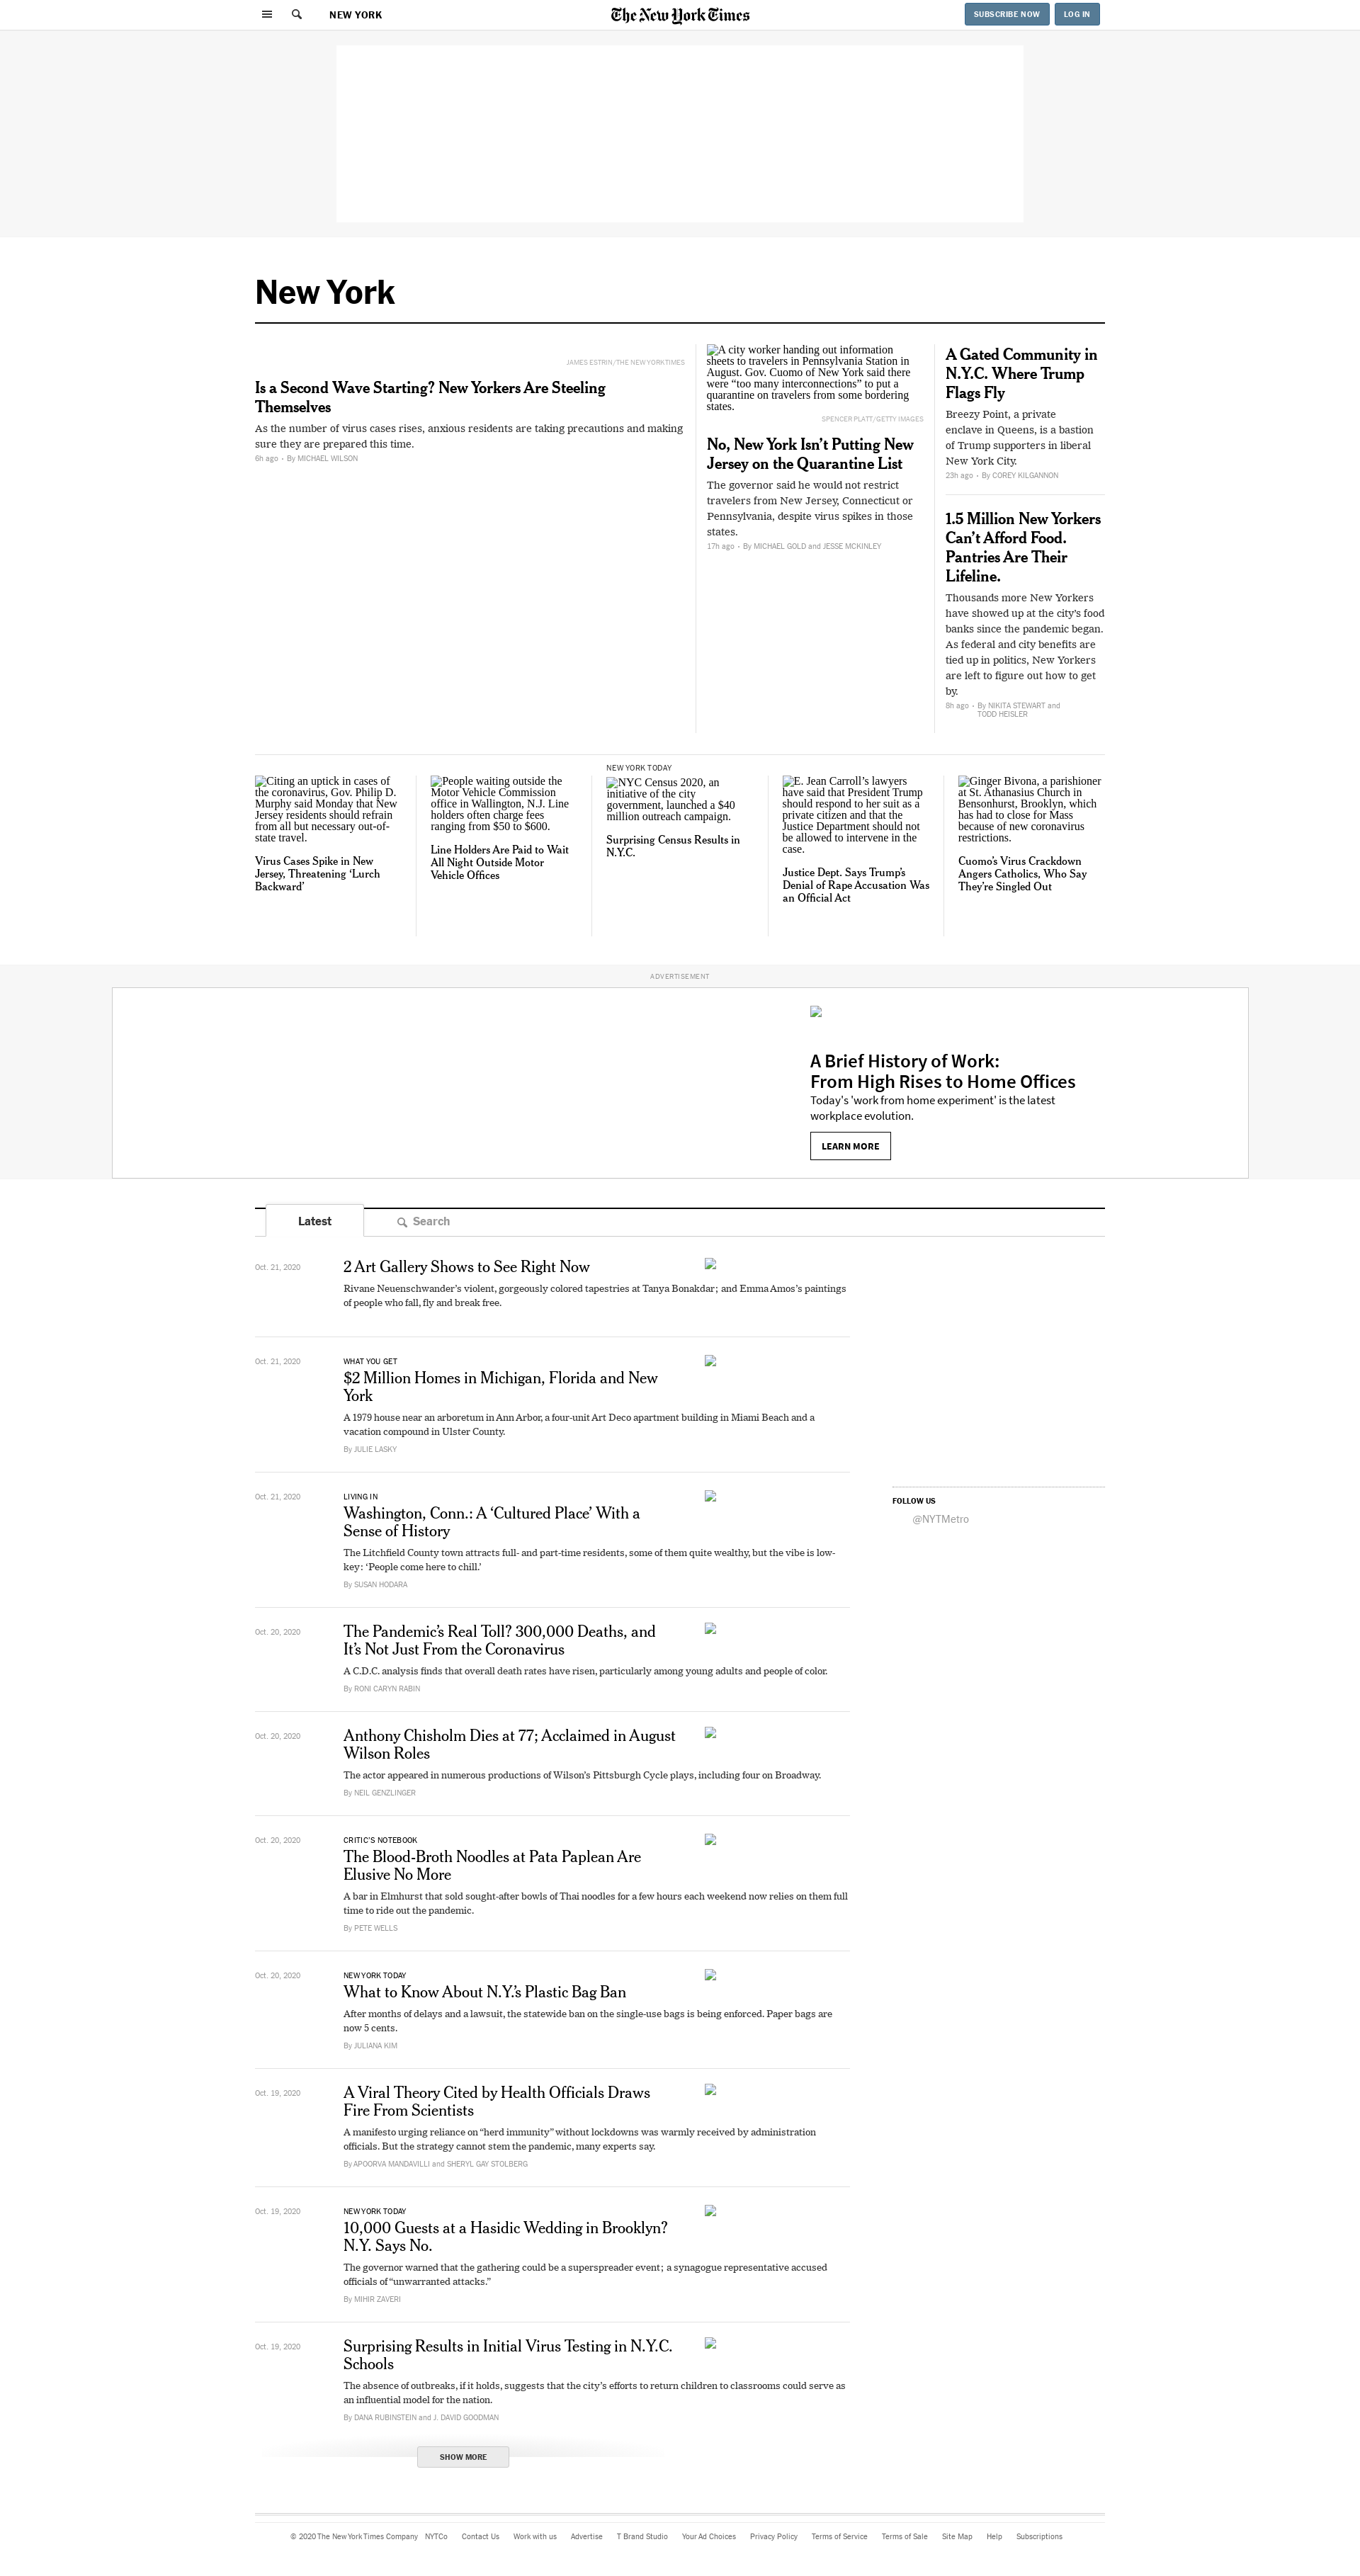 NEW YORK
The New York Times
SUBSCRIBE NOW
LOG IN
New York
JAMES ESTRIN/THE NEW YORK TIMES
Is a Second Wave Starting? New Yorkers Are Steeling
Themselves
As the number of virus cases rises, anxious residents are taking precautions and making
sure they are prepared this time.
6h ago • By MICHAEL WILSON
A city worker handing out information
sheets to travelers in Pennsylvania Station in
August. Gov. Cuomo of New York said there
were “too many interconnections” to put a
quarantine on travelers from some bordering
states.
SPENCER PLATT/GETTY IMAGES
No, New York Isn’t Putting New
Jersey on the Quarantine List
The governor said he would not restrict
travelers from New Jersey, Connecticut or
Pennsylvania, despite virus spikes in those
states.
17h ago • By MICHAEL GOLD and JESSE MCKINLEY
A Gated Community in
N.Y.C. Where Trump
Flags Fly
Breezy Point, a private
enclave in Queens, is a bastion
of Trump supporters in liberal
New York City.
23h ago • By COREY KILGANNON
1.5 Million New Yorkers
Can’t Afford Food.
Pantries Are Their
Lifeline.
Thousands more New Yorkers
have showed up at the city’s food
banks since the pandemic began.
As federal and city benefits are
tied up in politics, New Yorkers
are left to figure out how to get
by.
8h ago • By NIKITA STEWART and
TODD HEISLER
Citing an uptick in cases of
the coronavirus, Gov. Philip D.
Murphy said Monday that New
Jersey residents should refrain
from all but necessary out-of-
state travel.
Virus Cases Spike in New
Jersey, Threatening ‘Lurch
Backward’
People waiting outside the
Motor Vehicle Commission
office in Wallington, N.J. Line
holders often charge fees
ranging from $50 to $600.
Line Holders Are Paid to Wait
All Night Outside Motor
Vehicle Offices
NEW YORK TODAY
NYC Census 2020, an
initiative of the city
government, launched a $40
million outreach campaign.
Surprising Census Results in
N.Y.C.
E. Jean Carroll’s lawyers
have said that President Trump
should respond to her suit as a
private citizen and that the
Justice Department should not
be allowed to intervene in the
case.
Justice Dept. Says Trump’s
Denial of Rape Accusation Was
an Official Act
Ginger Bivona, a parishioner
at St. Athanasius Church in
Bensonhurst, Brooklyn, which
has had to close for Mass
because of new coronavirus
restrictions.
Cuomo’s Virus Crackdown
Angers Catholics, Who Say
They’re Singled Out
ADVERTISEMENT
A Brief History of Work:
From High Rises to Home Offices
Today's 'work from home experiment' is the latest
workplace evolution.
LEARN MORE
Latest
Search
Oct. 21, 2020
2 Art Gallery Shows to See Right Now
Rivane Neuenschwander’s violent, gorgeously colored tapestries at Tanya Bonakdar; and Emma Amos’s paintings
of people who fall, fly and break free.
Oct. 21, 2020
WHAT YOU GET
$2 Million Homes in Michigan, Florida and New
York
A 1979 house near an arboretum in Ann Arbor, a four-unit Art Deco apartment building in Miami Beach and a
vacation compound in Ulster County.
By JULIE LASKY
Oct. 21, 2020
LIVING IN
Washington, Conn.: A ‘Cultured Place’ With a
Sense of History
The Litchfield County town attracts full- and part-time residents, some of them quite wealthy, but the vibe is low-
key: ‘People come here to chill.’
By SUSAN HODARA
FOLLOW US
@NYTMetro
Oct. 20, 2020
The Pandemic’s Real Toll? 300,000 Deaths, and
It’s Not Just From the Coronavirus
A C.D.C. analysis finds that overall death rates have risen, particularly among young adults and people of color.
By RONI CARYN RABIN
Oct. 20, 2020
Anthony Chisholm Dies at 77; Acclaimed in August
Wilson Roles
The actor appeared in numerous productions of Wilson’s Pittsburgh Cycle plays, including four on Broadway.
By NEIL GENZLINGER
Oct. 20, 2020
CRITIC’S NOTEBOOK
The Blood-Broth Noodles at Pata Paplean Are
Elusive No More
A bar in Elmhurst that sold sought-after bowls of Thai noodles for a few hours each weekend now relies on them full
time to ride out the pandemic.
By PETE WELLS
Oct. 20, 2020
NEW YORK TODAY
What to Know About N.Y.’s Plastic Bag Ban
After months of delays and a lawsuit, the statewide ban on the single-use bags is being enforced. Paper bags are
now 5 cents.
By JULIANA KIM
Oct. 19, 2020
A Viral Theory Cited by Health Officials Draws
Fire From Scientists
A manifesto urging reliance on “herd immunity” without lockdowns was warmly received by administration
officials. But the strategy cannot stem the pandemic, many experts say.
By APOORVA MANDAVILLI and SHERYL GAY STOLBERG
Oct. 19, 2020
NEW YORK TODAY
10,000 Guests at a Hasidic Wedding in Brooklyn?
N.Y. Says No.
The governor warned that the gathering could be a superspreader event; a synagogue representative accused
officials of “unwarranted attacks.”
By MIHIR ZAVERI
Oct. 19, 2020
Surprising Results in Initial Virus Testing in N.Y.C.
Schools
The absence of outbreaks, if it holds, suggests that the city’s efforts to return children to classrooms could serve as
an influential model for the nation.
By DANA RUBINSTEIN and J. DAVID GOODMAN
SHOW MORE
© 2020 The New York Times Company NYTCo Contact Us Work with us Advertise T Brand Studio Your Ad Choices Privacy Policy Terms of Service Terms of Sale Site Map Help Subscriptions